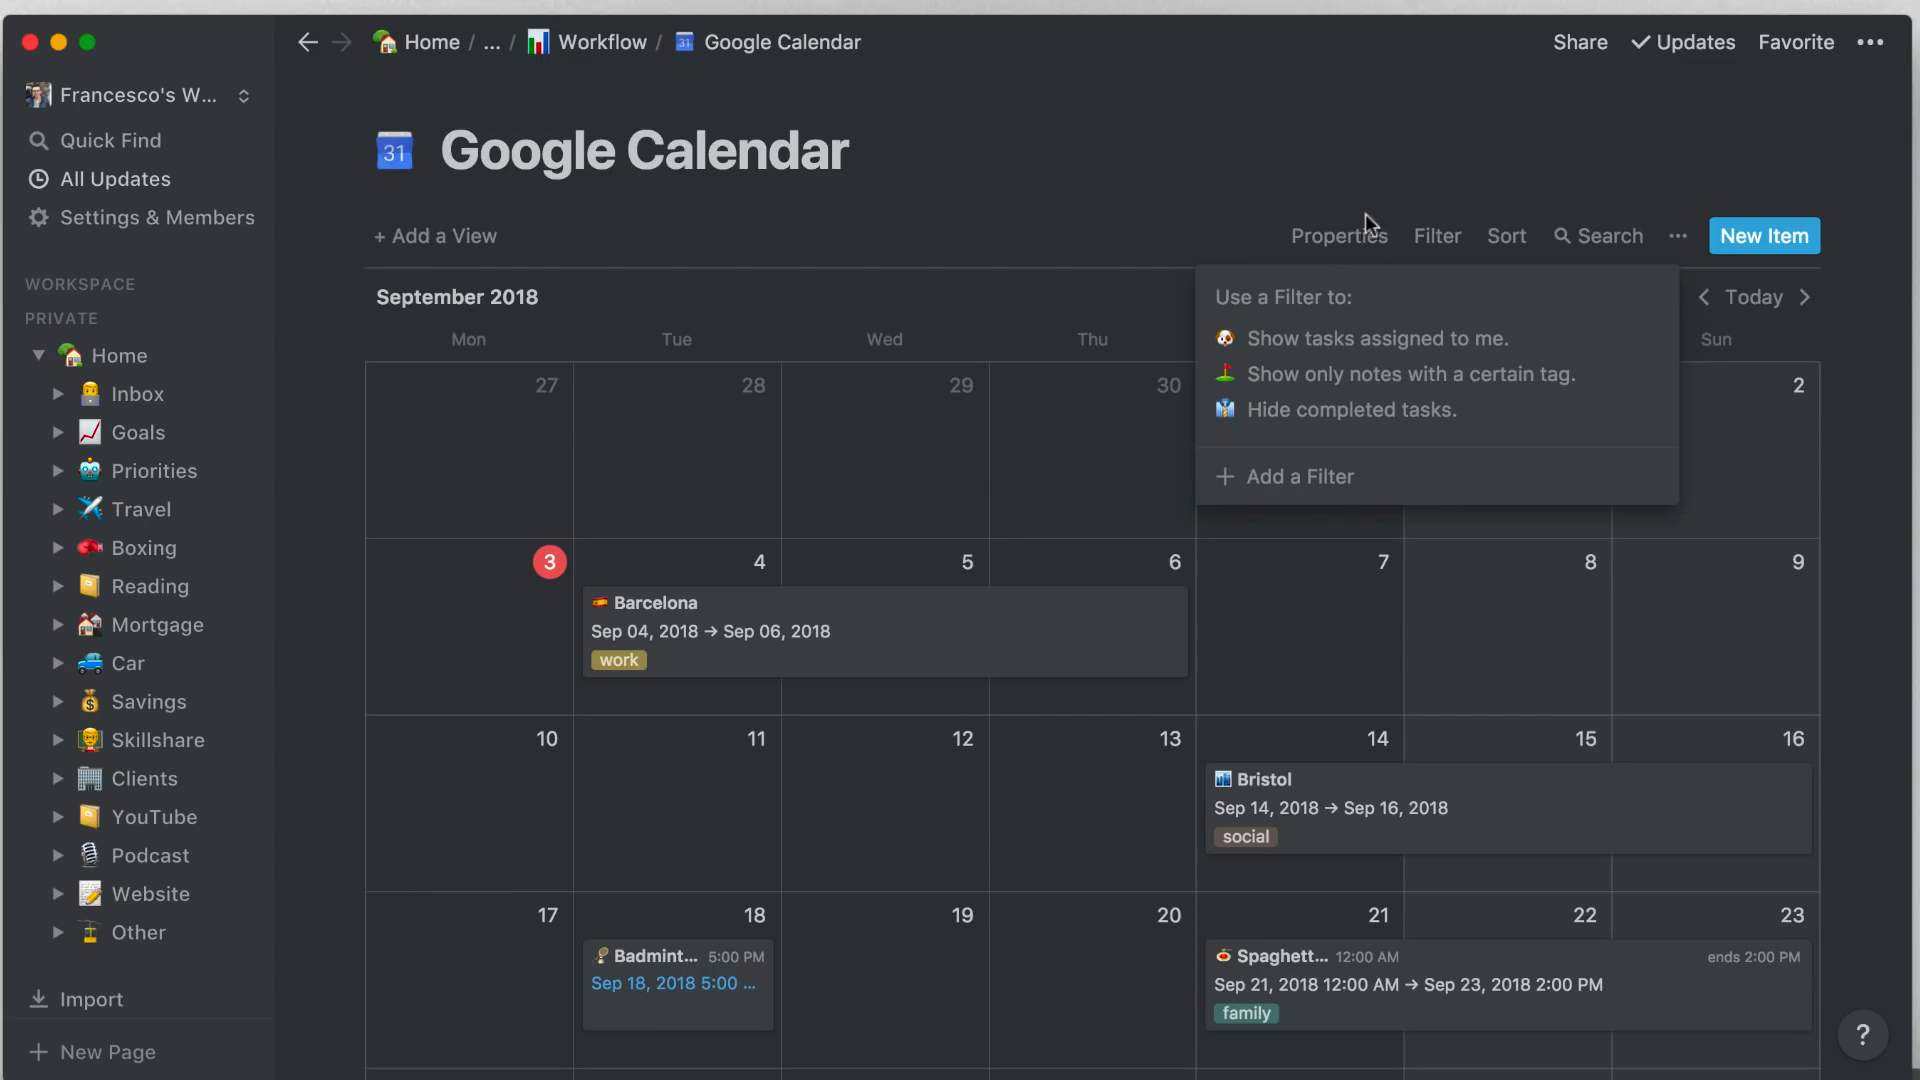 Home / ... / Workflow / Google Calendar
Share Updates Favorite •••
Francesco's W...
Quick Find
All Updates
Settings & Members
WORKSPACE
PRIVATE
Home
Inbox
Goals
Priorities
Travel
Boxing
Reading
Mortgage
Car
Savings
Skillshare
Clients
YouTube
Podcast
Website
Other
Import
+ New Page
31 Google Calendar
+ Add a View
Properties Filter Sort Search ••• New Item
September 2018
< Today >
Use a Filter to:
Show tasks assigned to me.
Show only notes with a certain tag.
Hide completed tasks.
+ Add a Filter
Mon Tue Wed Thu Sun
27 28 29 30 2
3 4 5 6 7 8 9
Barcelona
Sep 04, 2018 → Sep 06, 2018
work
10 11 12 13 14 15 16
Bristol
Sep 14, 2018 → Sep 16, 2018
social
17 18 19 20 21 22 23
Badmint... 5:00 PM
Sep 18, 2018 5:00 ...
Spaghett... 12:00 AM ends 2:00 PM
Sep 21, 2018 12:00 AM → Sep 23, 2018 2:00 PM
family
?